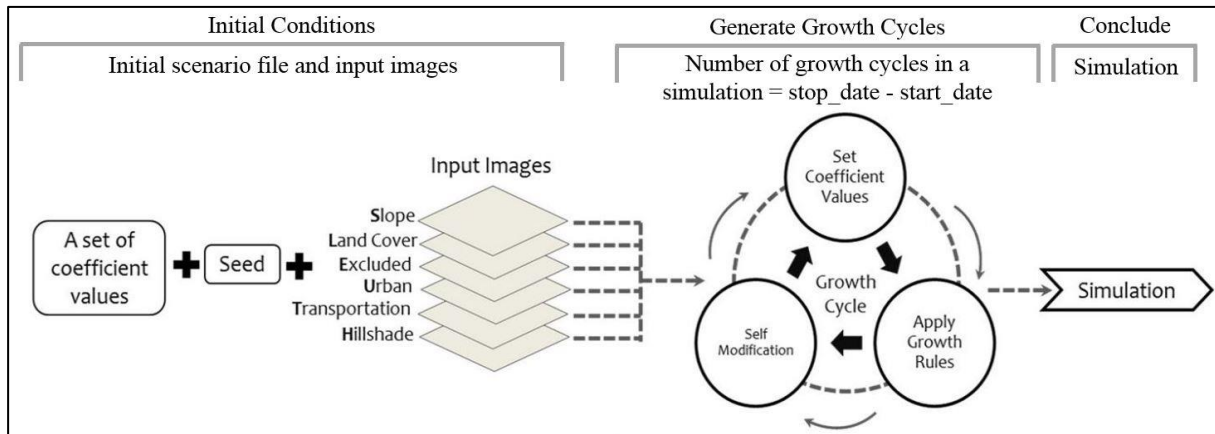 Initial Conditions
Initial scenario file and input images
Generate Growth Cycles
Number of growth cycles in a
simulation = stop_date - start_date
Conclude
Simulation
A set of
coefficient
values
Seed
Input Images
Slope
Land Cover
Excluded
Urban
Transportation
Hillshade
Set
Coefficient
Values
Growth
Cycle
Self
Modification
Apply
Growth
Rules
Simulation